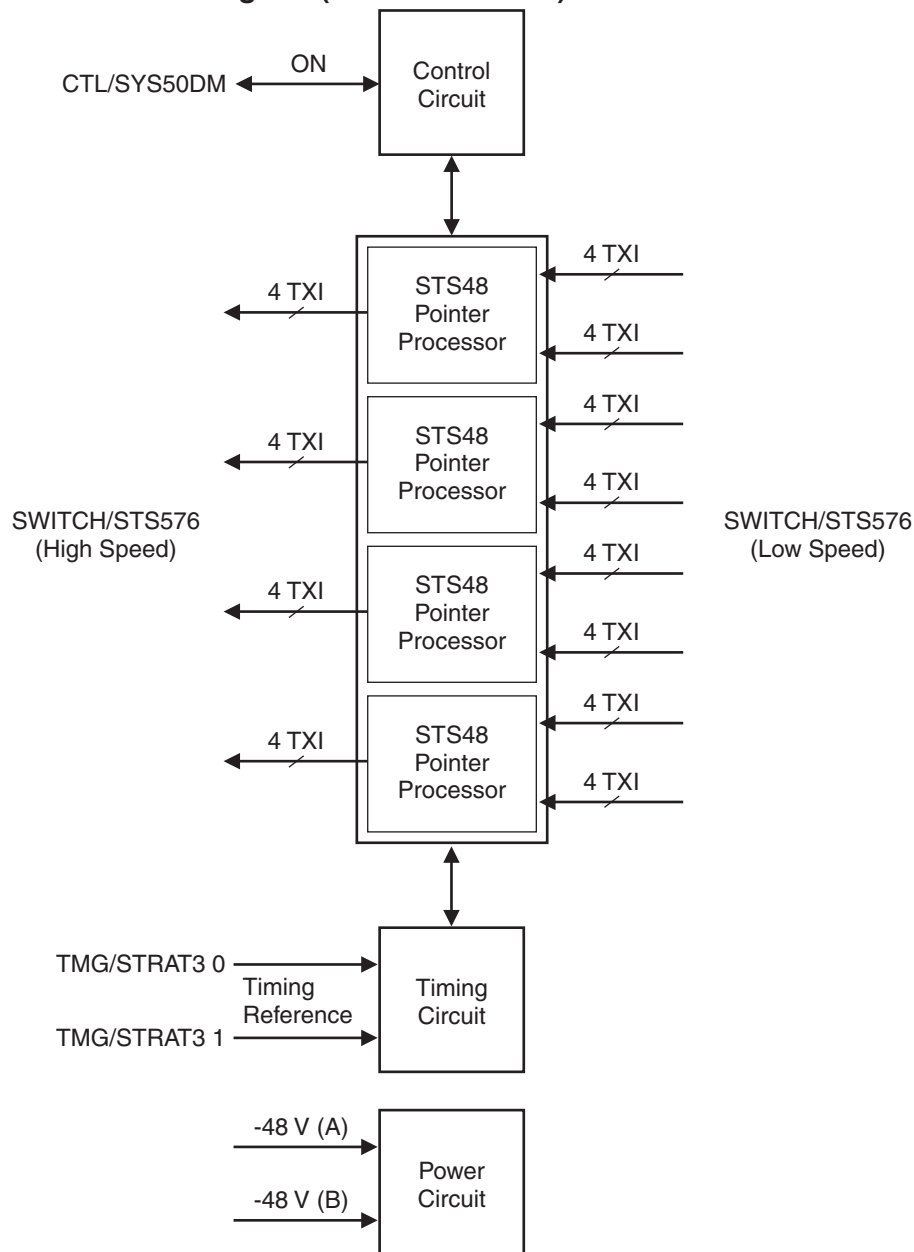 ON
CTL/SYS50DM
Control
Circuit
4 TXI
4 TXI
STS48
Pointer
Processor
4 TXI
4 TXI
4 TXI
STS48
Pointer
Processor
4 TXI
4 TXI
SWITCH/STS576
(High Speed)
SWITCH/STS576
(Low Speed)
4 TXI
4 TXI
STS48
Pointer
Processor
4 TXI
4 TXI
4 TXI
STS48
Pointer
Processor
4 TXI
TMG/STRAT3 0
Timing
Reference
TMG/STRAT3 1
Timing
Circuit
-48 V (A)
-48 V (B)
Power
Circuit